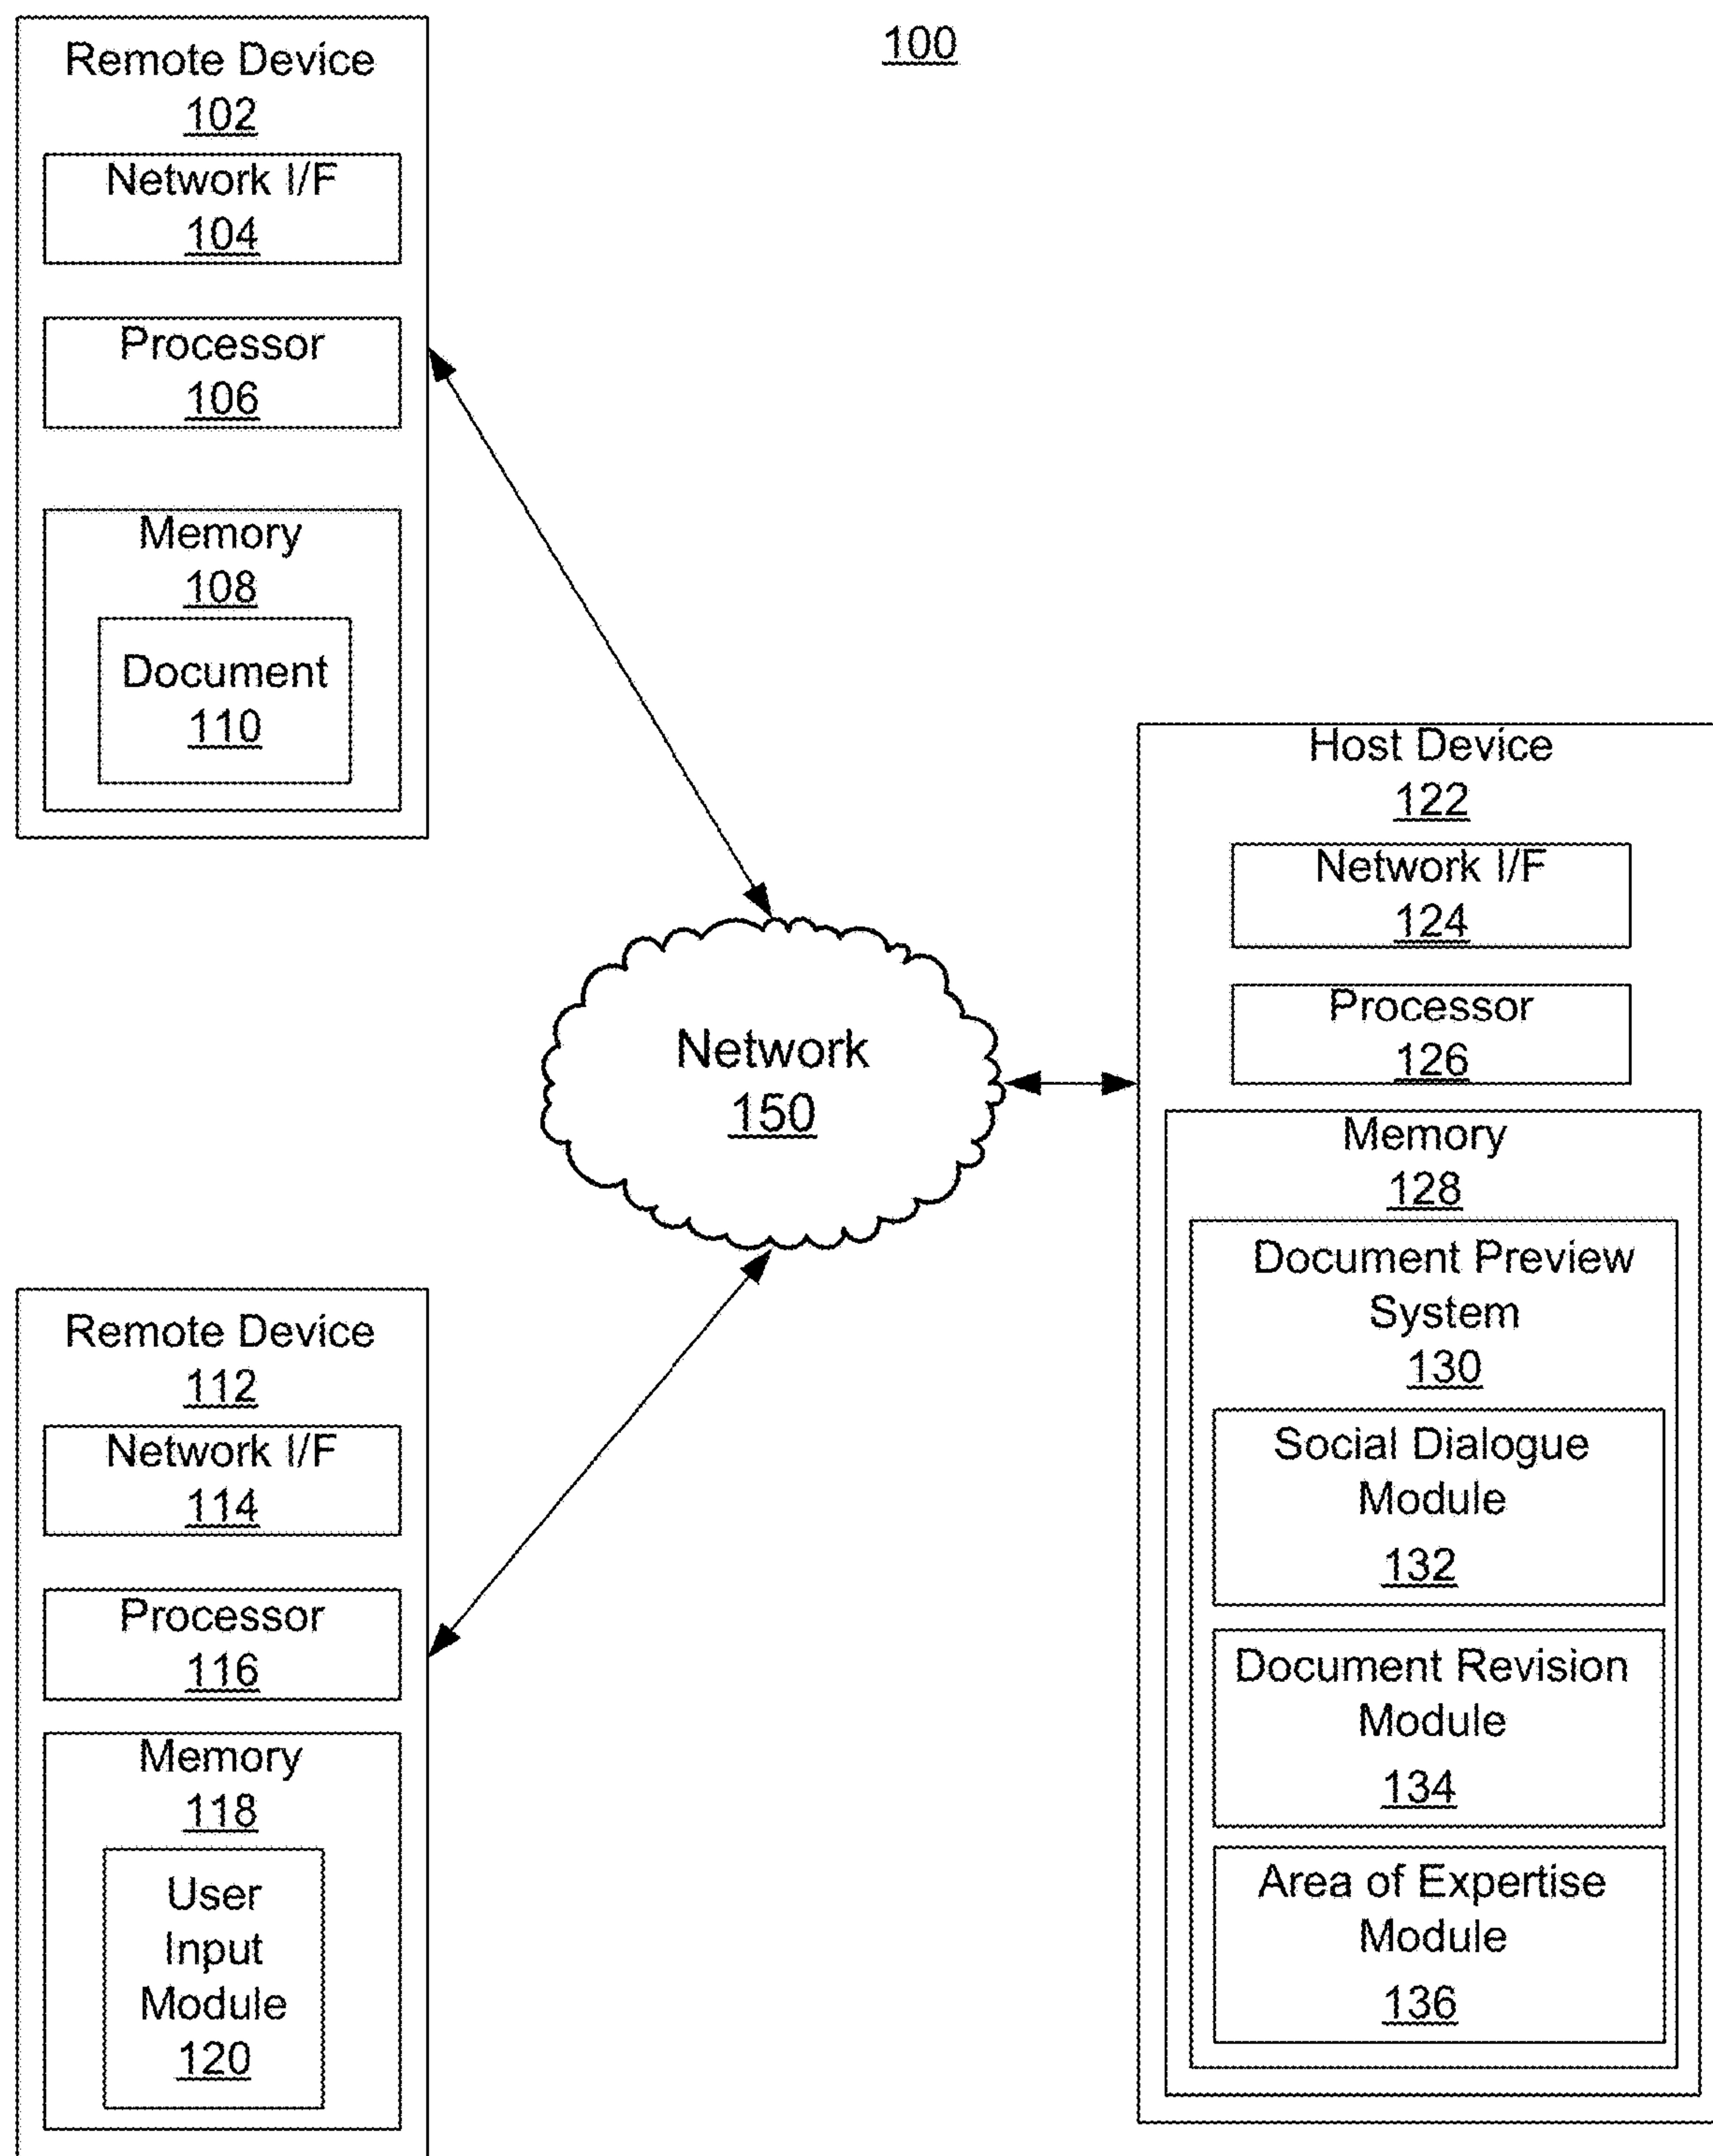 100
Remote Device
102
Network I/F
104
Processor
106
Memory
108
Document
110
Network
150
Remote Device
112
Network I/F
114
Processor
116
Memory
118
User
Input
Module
120
Host Device
122
Network I/F
124
Processor
126
Memory
128
Document Preview
System
130
Social Dialogue
Module
132
Document Revision
Module
134
Area of Expertise
Module
136